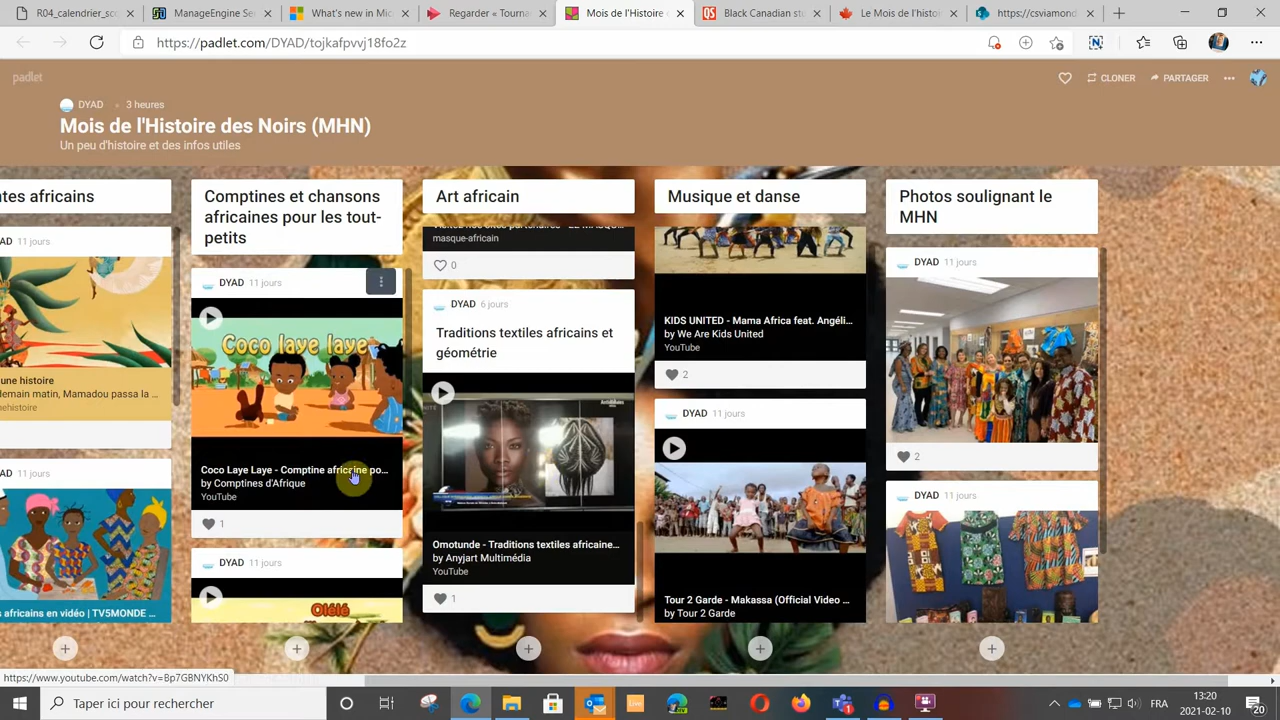 R04_calendrier_sco
ManageEngine Se
What's new in Mic
Regarder « Tourna
Mois de l'Histoire
Black Canadian stu
Le Mois de l'histoi
https://csviamond
https://padlet.com/DYAD/tojkafpvvj18fo2z
padlet
CLONER
PARTAGER
DYAD • 3 heures
Mois de l'Histoire des Noirs (MHN)
Un peu d'histoire et des infos utiles
ntes africains
AD 11 jours
une histoire
demain matin, Mamadou passa la ...
nehistoire
AD 11 jours
s africains en vidéo | TV5MONDE ...
Comptines et chansons
africaines pour les tout-
petits
DYAD 11 jours
Coco laye laye
Coco Laye Laye - Comptine africaine po...
by Comptines d'Afrique
YouTube
1
DYAD 11 jours
Olélé
Art africain
masque-africain
0
DYAD 6 jours
Traditions textiles africains et
géométrie
Omotunde - Traditions textiles africaine...
by Anyjart Multimédia
YouTube
1
Musique et danse
KIDS UNITED - Mama Africa feat. Angéli...
by We Are Kids United
YouTube
2
DYAD 11 jours
Tour 2 Garde - Makassa (Official Video ...
by Tour 2 Garde
Photos soulignant le
MHN
DYAD 11 jours
2
DYAD 11 jours
https://www.youtube.com/watch?v=Bp7GBNYKhS0
Taper ici pour rechercher
Live
FR
13:20
2021-02-10
20